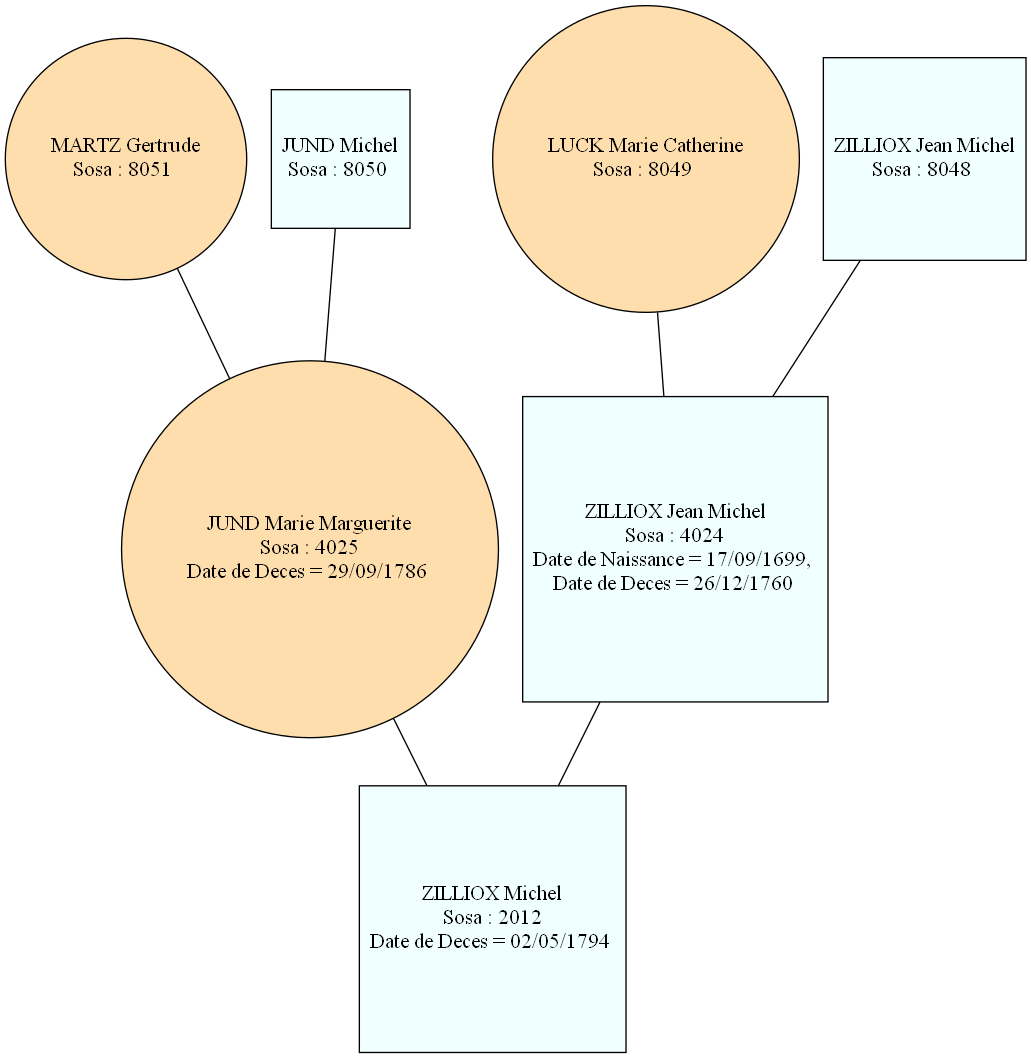 MARTZ Gertrude
Sosa : 8051
JUND Michel
Sosa : 8050
LUCK Marie Catherine
Sosa : 8049
ZILLIOX Jean Michel
Sosa : 8048
JUND Marie Marguerite
Sosa : 4025
Date de Deces = 29/09/1786
ZILLIOX Jean Michel
Sosa : 4024
Date de Naissance = 17/09/1699,
Date de Deces = 26/12/1760
ZILLIOX Michel
Sosa : 2012
Date de Deces = 02/05/1794